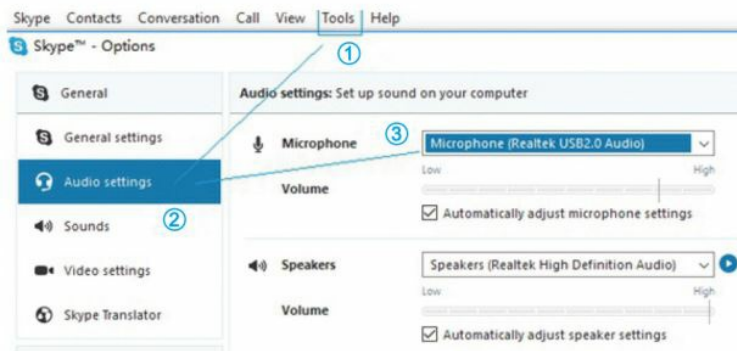 Skype Contacts Conversation Call View Tools Help
Skype™ - Options
①
General
Audio settings: Set up sound on your computer
General settings
③
Microphone
Microphone (Realtek USB2.0 Audio)
Audio settings
Volume
Low High
②
Automatically adjust microphone settings
Sounds
Video settings
Speakers
Speakers (Realtek High Definition Audio)
Low High
Skype Translator
Volume
Automatically adjust speaker settings